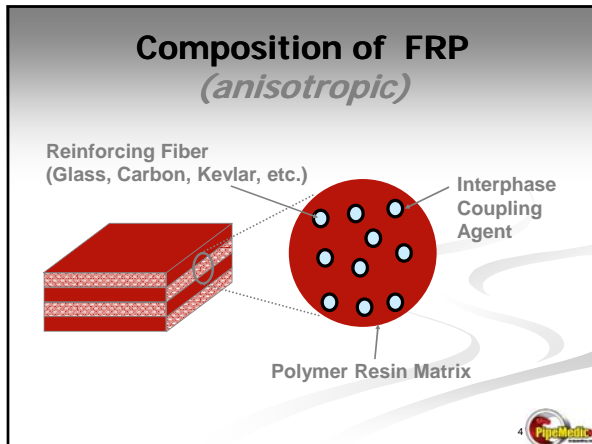 Composition of FRP
(anisotropic)
Reinforcing Fiber
(Glass, Carbon, Kevlar, etc.)
Interphase
Coupling
Agent
Polymer Resin Matrix
4
PipeMedic